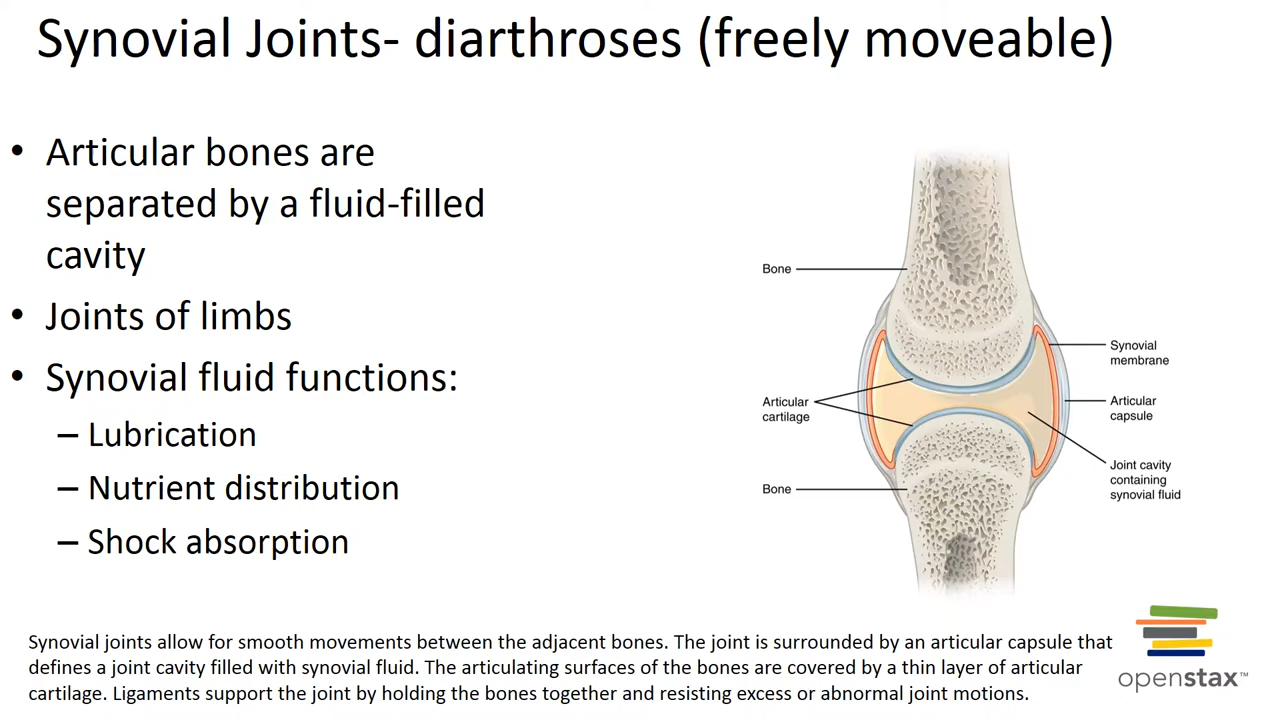 Synovial Joints- diarthroses (freely moveable)
• Articular bones are
separated by a fluid-filled
cavity
• Joints of limbs
• Synovial fluid functions:
– Lubrication
– Nutrient distribution
– Shock absorption
Bone
Articular
cartilage
Bone
Synovial
membrane
Articular
capsule
Joint cavity
containing
synovial fluid
Synovial joints allow for smooth movements between the adjacent bones. The joint is surrounded by an articular capsule that
defines a joint cavity filled with synovial fluid. The articulating surfaces of the bones are covered by a thin layer of articular
cartilage. Ligaments support the joint by holding the bones together and resisting excess or abnormal joint motions.
openstax™